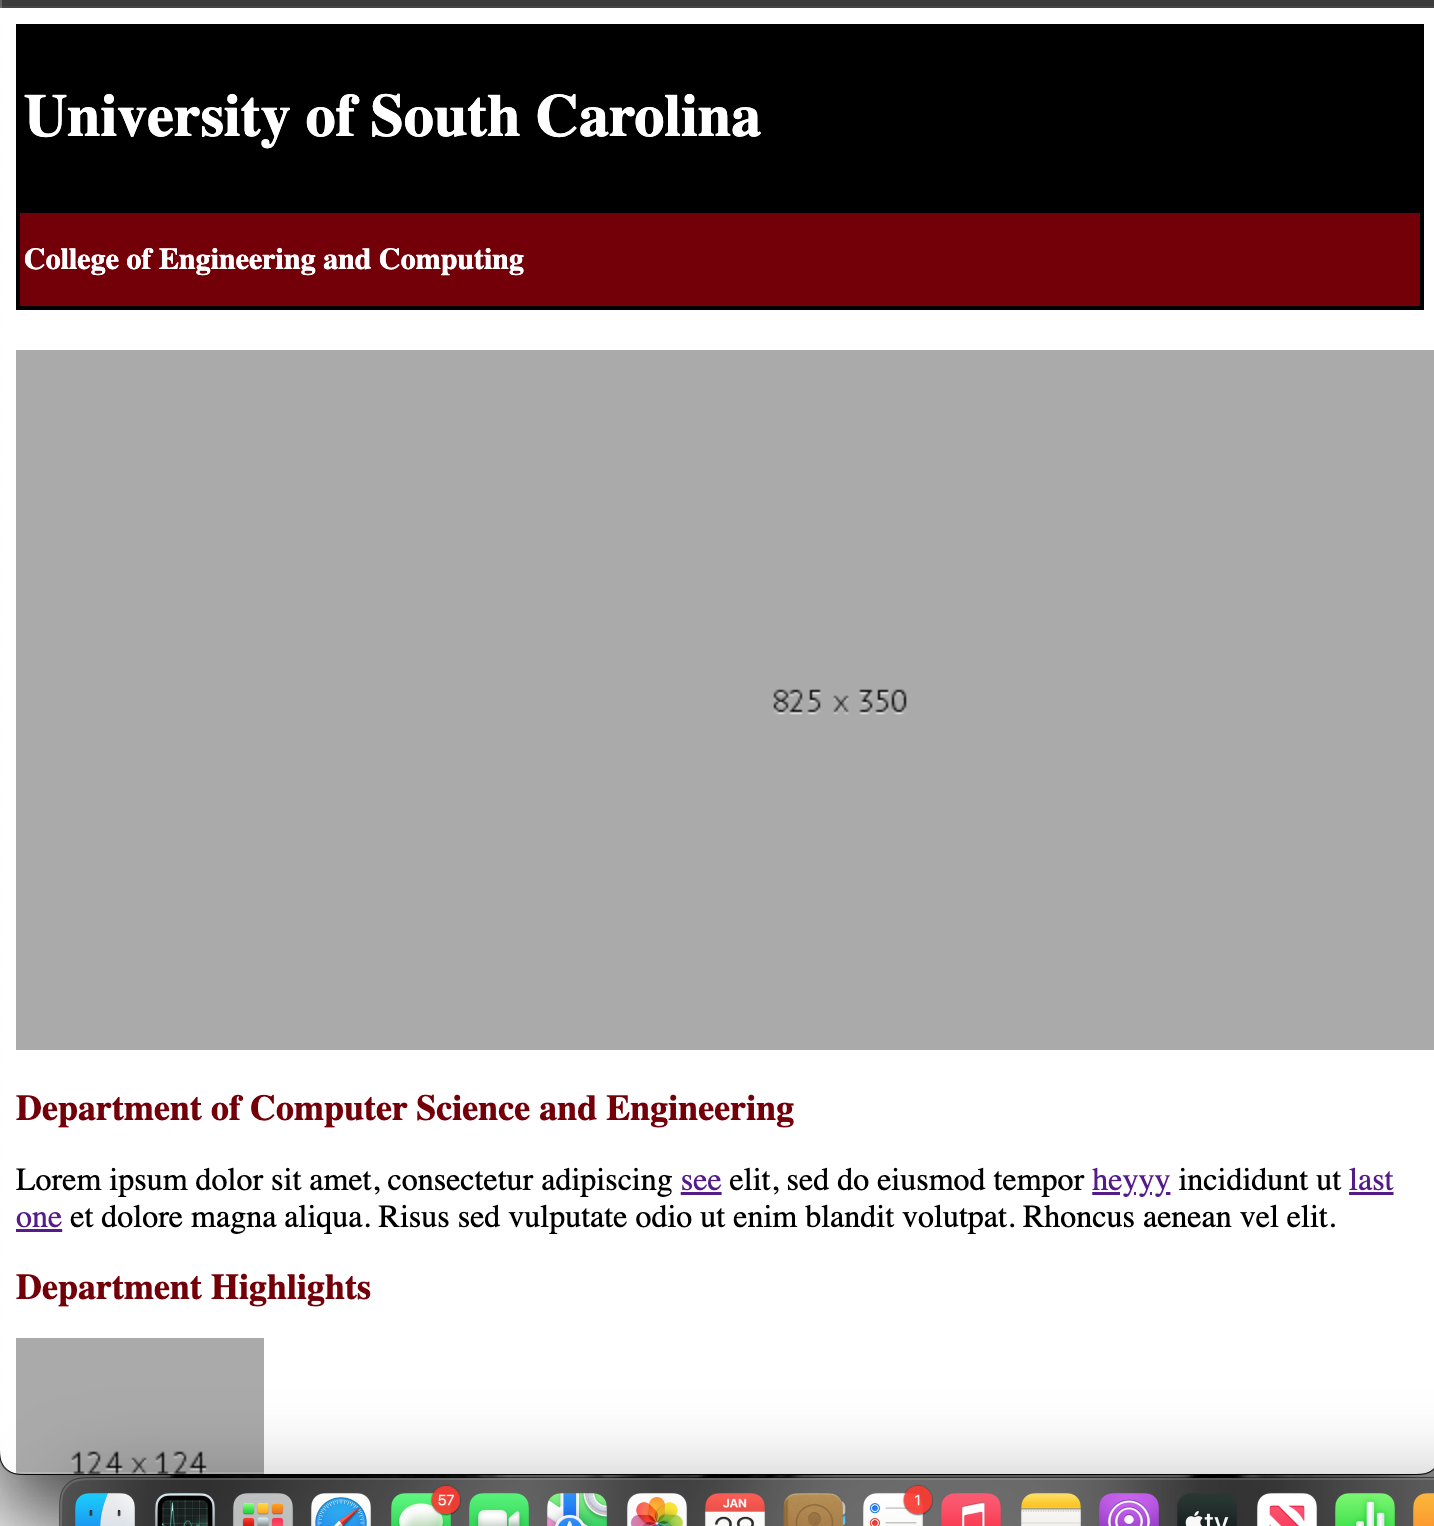 University of South Carolina
College of Engineering and Computing
825 x 350
Department of Computer Science and Engineering
Lorem ipsum dolor sit amet, consectetur adipiscing see elit, sed do eiusmod tempor heyyy incididunt ut last
one et dolore magna aliqua. Risus sed vulputate odio ut enim blandit volutpat. Rhoncus aenean vel elit.
Department Highlights
124 x 124
57
JAN
1
tv